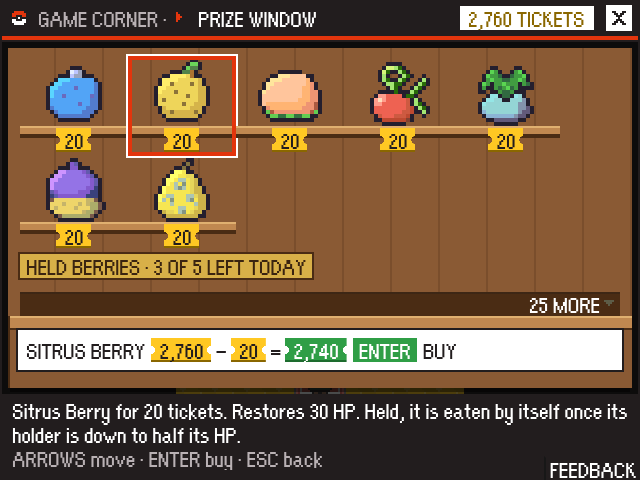 GAME CORNER · PRIZE WINDOW
2,760 TICKETS
X
20 20 20 20 20
20 20
HELD BERRIES · 3 OF 5 LEFT TODAY
25 MORE
SITRUS BERRY 2,760 – 20 = 2,740 ENTER BUY
Sitrus Berry for 20 tickets. Restores 30 HP. Held, it is eaten by itself once its
holder is down to half its HP.
ARROWS move · ENTER buy · ESC back
FEEDBACK